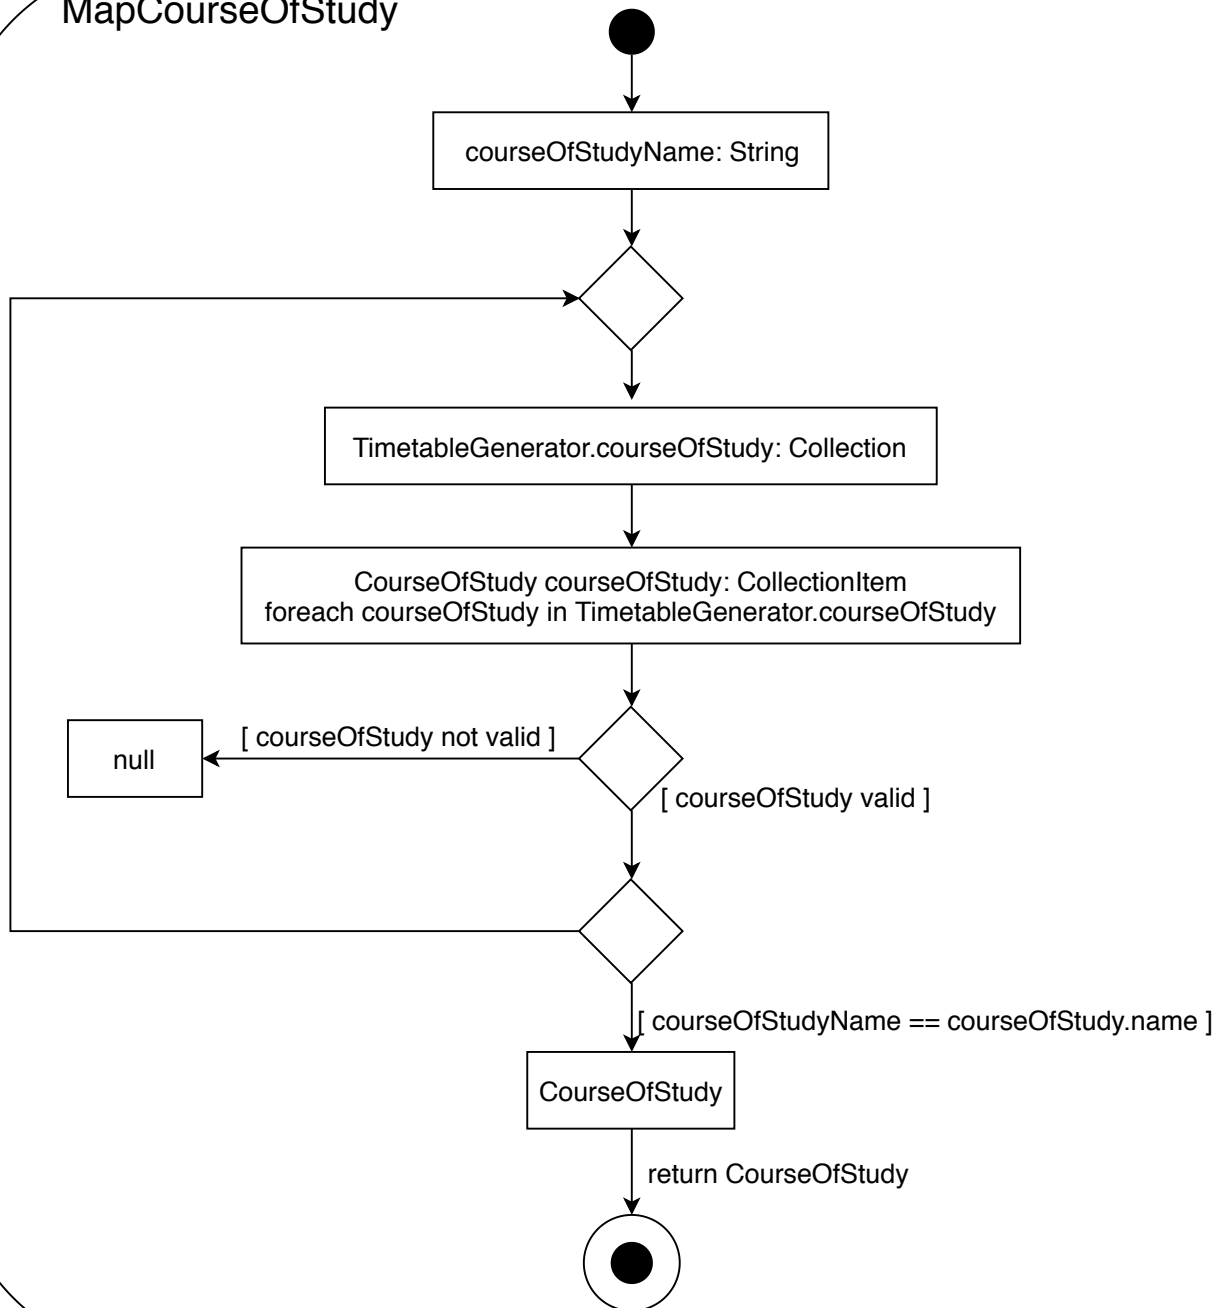 MapCourseOfStudy
courseOfStudyName: String
TimetableGenerator.courseOfStudy: Collection
CourseOfStudy courseOfStudy: CollectionItem
foreach courseOfStudy in TimetableGenerator.courseOfStudy
[ courseOfStudy not valid ]
null
[ courseOfStudy valid ]
[ courseOfStudyName == courseOfStudy.name ]
CourseOfStudy
return CourseOfStudy